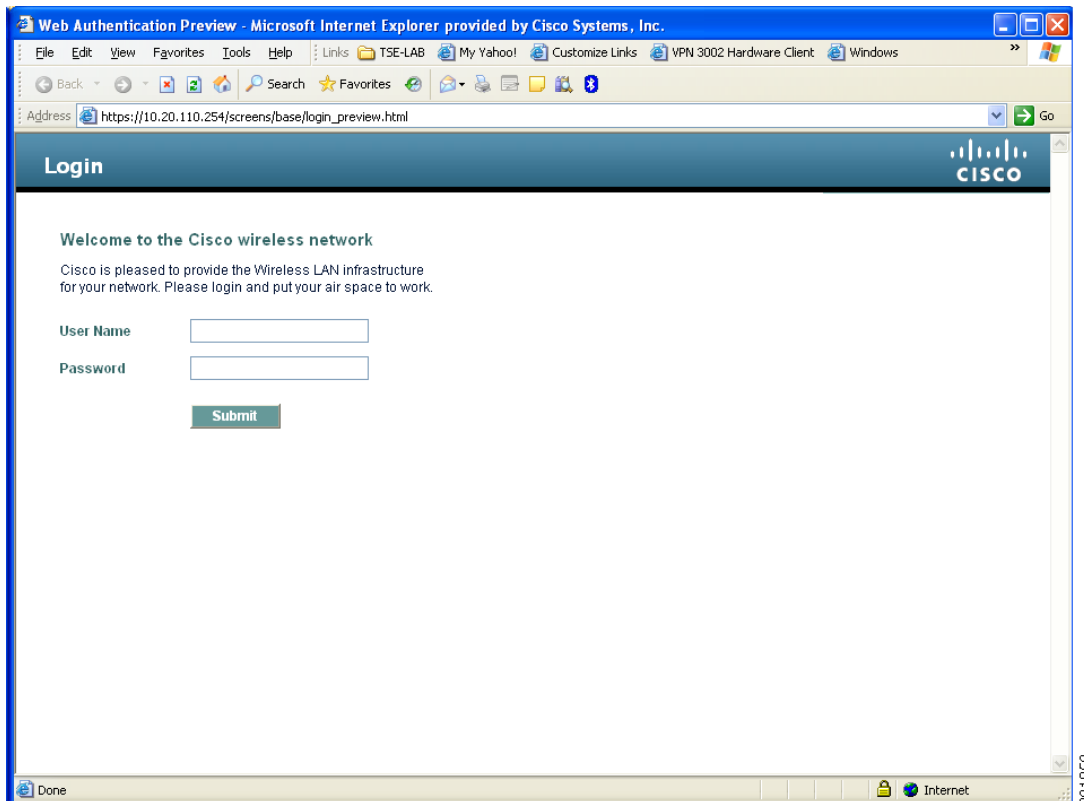 Web Authentication Preview - Microsoft Internet Explorer provided by Cisco Systems, Inc.
File Edit View Favorites Tools Help Links TSE-LAB My Yahoo! Customize Links VPN 3002 Hardware Client Windows »
Back Search Favorites
Address https://10.20.110.254/screens/base/login_preview.html Go
Login
CISCO
Welcome to the Cisco wireless network
Cisco is pleased to provide the Wireless LAN infrastructure
for your network. Please login and put your air space to work.
User Name
Password
Submit
Done Internet